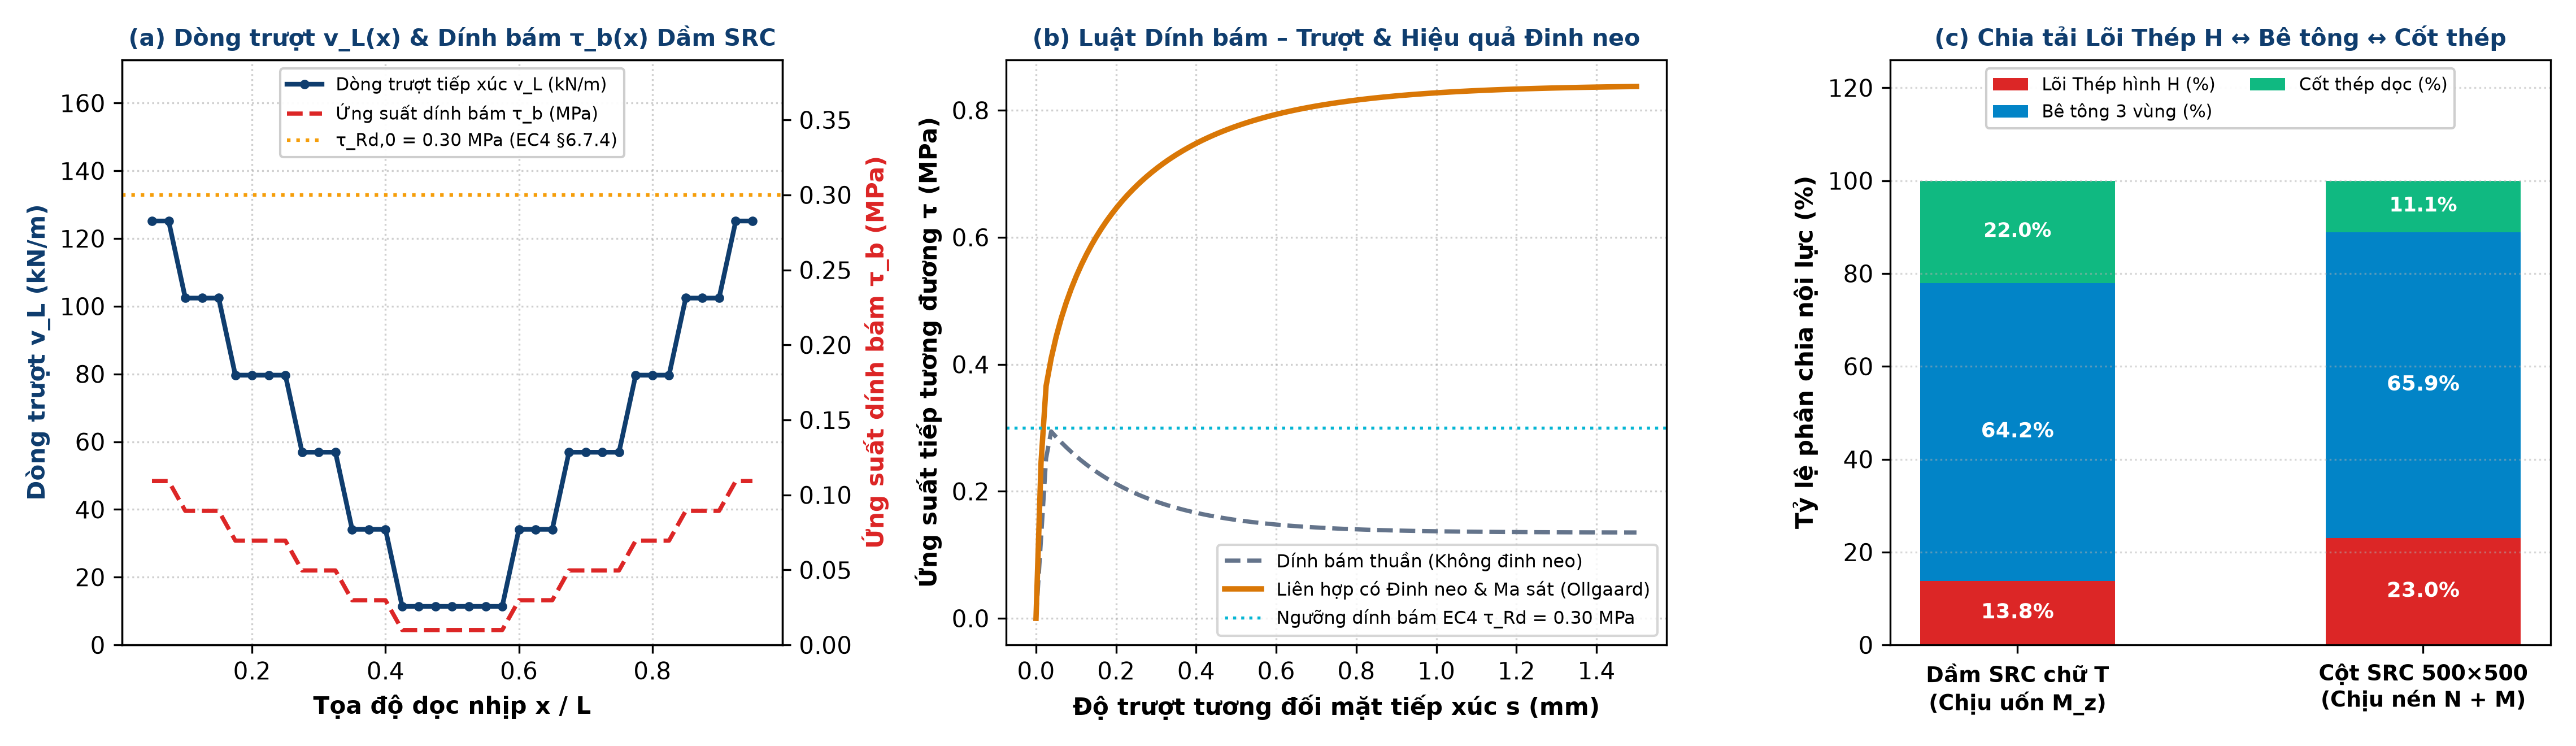 (a) Dòng trượt v_L(x) & Dính bám τ_b(x) Dầm SRC
Dòng trượt tiếp xúc v_L (kN/m)
Ứng suất dính bám τ_b (MPa)
τ_Rd,0 = 0.30 MPa (EC4 §6.7.4)
Dòng trượt v_L (kN/m)
160
140
120
100
80
60
40
20
0
0.35
0.30
0.25
0.20
0.15
0.10
0.05
0.00
Ứng suất dính bám τ_b (MPa)
0.2
0.4
0.6
0.8
Tọa độ dọc nhịp x / L
(b) Luật Dính bám – Trượt & Hiệu quả Đinh neo
Ứng suất tiếp tương đương τ (MPa)
0.8
0.6
0.4
0.2
0.0
Dính bám thuần (Không đinh neo)
Liên hợp có Đinh neo & Ma sát (Ollgaard)
Ngưỡng dính bám EC4 τ_Rd = 0.30 MPa
0.0
0.2
0.4
0.6
0.8
1.0
1.2
1.4
Độ trượt tương đối mặt tiếp xúc s (mm)
(c) Chia tải Lõi Thép H ↔ Bê tông ↔ Cốt thép
Lõi Thép hình H (%)
Bê tông 3 vùng (%)
Cốt thép dọc (%)
Tỷ lệ phân chia nội lực (%)
120
100
80
60
40
20
0
22.0%
64.2%
13.8%
11.1%
65.9%
23.0%
Dầm SRC chữ T
(Chịu uốn M_z)
Cột SRC 500×500
(Chịu nén N + M)